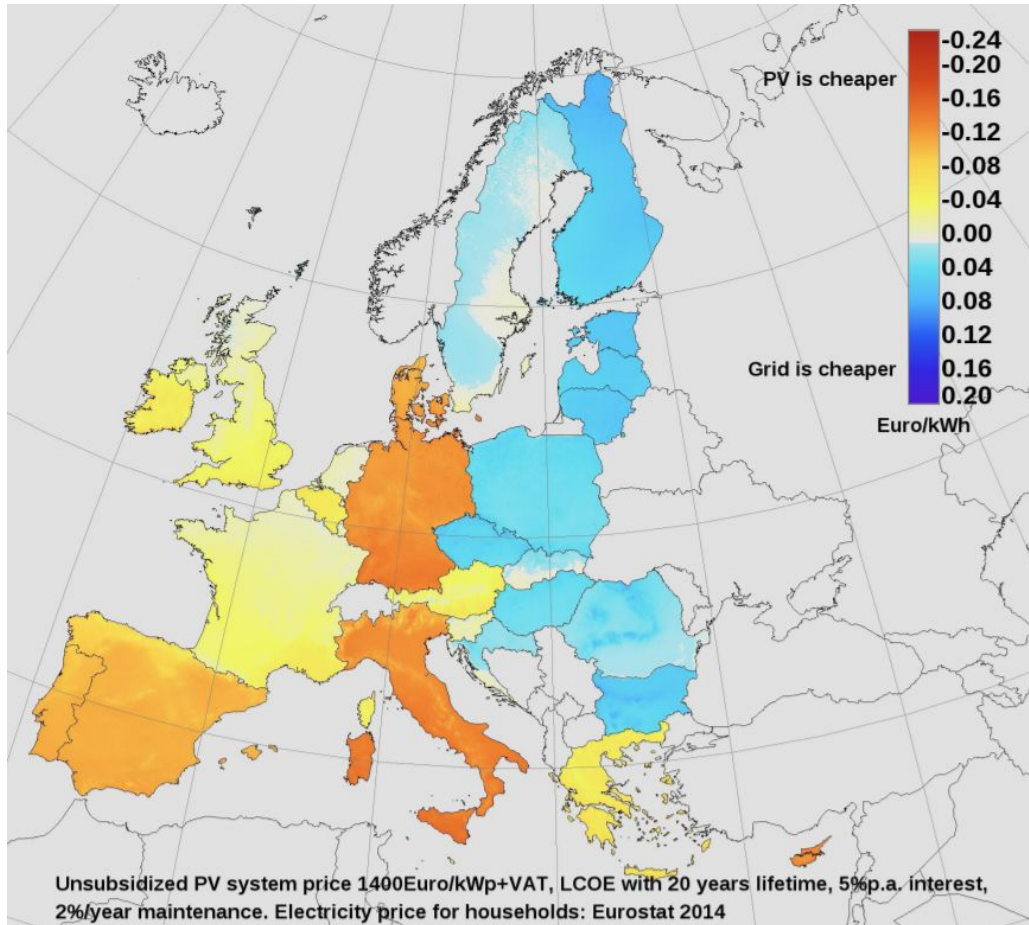 -0.24
-0.20
PV is cheaper
-0.16
-0.12
-0.08
-0.04
0.00
0.04
0.08
0.12
Grid is cheaper
0.16
0.20
Euro/kWh
Unsubsidized PV system price 1400Euro/kWp+VAT, LCOE with 20 years lifetime, 5%p.a. interest,
2%/year maintenance. Electricity price for households: Eurostat 2014